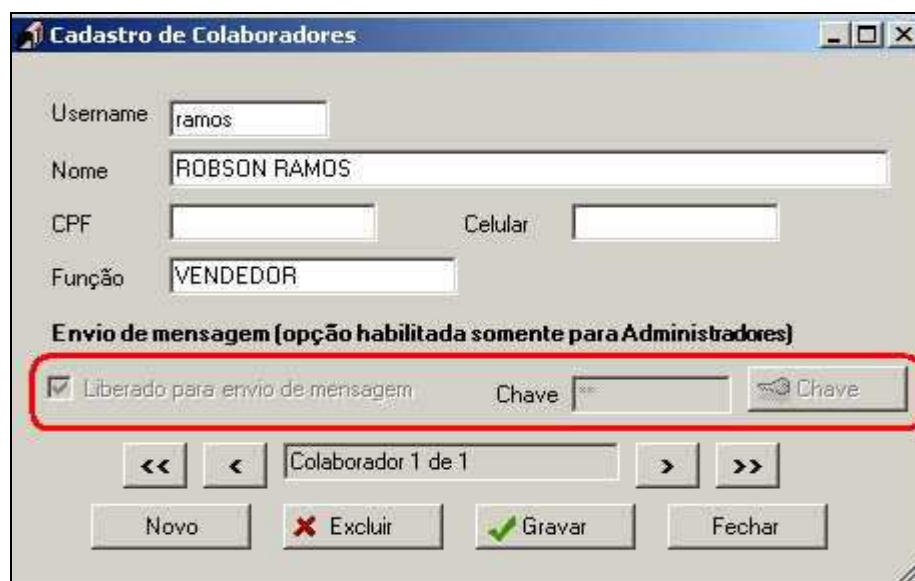 Cadastro de Colaboradores
Username ramos
Nome ROBSON RAMOS
CPF Celular
Função VENDEDOR
Envio de mensagem (opção habilitada somente para Administradores)
Liberado para envio de mensagem Chave ** Chave
<< < Colaborador 1 de 1 > >>
Novo Excluir Gravar Fechar